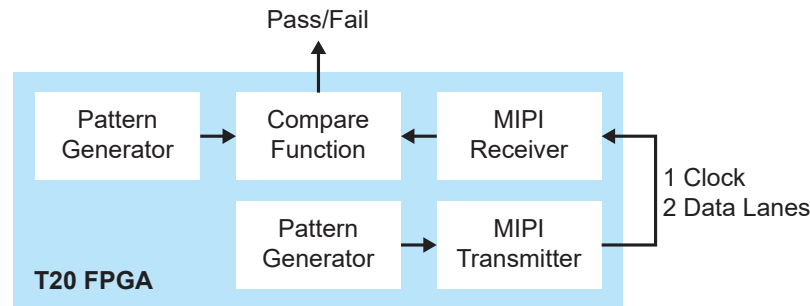 Pass/Fail
Pattern
Generator
Compare
Function
MIPI
Receiver
1 Clock
2 Data Lanes
Pattern
Generator
MIPI
Transmitter
T20 FPGA